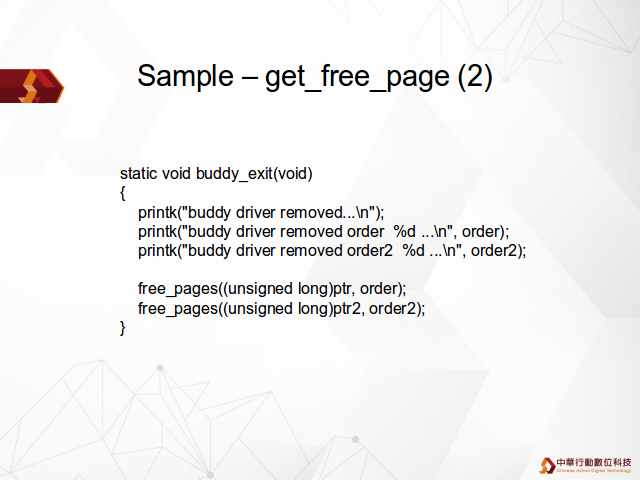 Sample – get_free_page (2)
static void buddy_exit(void)
{
printk("buddy driver removed...\n");
printk("buddy driver removed order  %d ...\n", order);
printk("buddy driver removed order2  %d ...\n", order2);
free_pages((unsigned long)ptr, order);
free_pages((unsigned long)ptr2, order2);
}
中華行動數位科技
Chinese Action Digital Technology